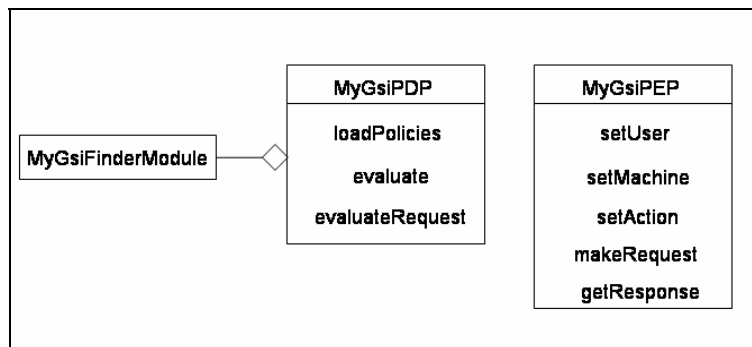 MyGsiFinderModule
MyGsiPDP
loadPolicies
evaluate
evaluateRequest
MyGsiPEP
setUser
setMachine
setAction
makeRequest
getResponse